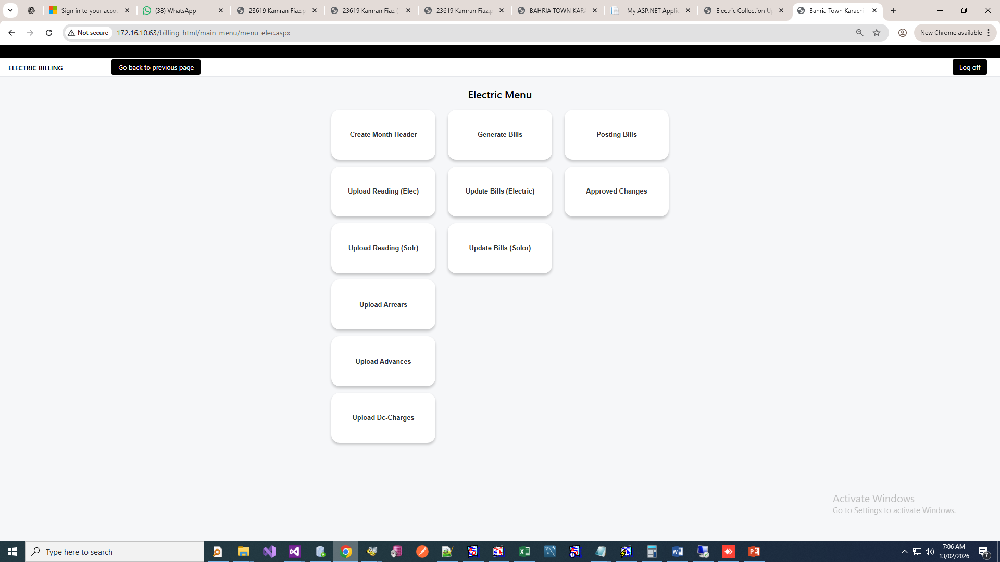 Sign in to your accou
(38) WhatsApp
23619 Kamran Fiaz.p
23619 Kamran Fiaz (
23619 Kamran Fiaz.p
BAHRIA TOWN KARA
- My ASP.NET Applic
Electric Collection U
Bahria Town Karachi
Not secure
172.16.10.63/billing_html/main_menu/menu_elec.aspx
New Chrome available
ELECTRIC BILLING
Go back to previous page
Log off
Electric Menu
Create Month Header
Generate Bills
Posting Bills
Upload Reading (Elec)
Update Bills (Electric)
Approved Changes
Upload Reading (Solr)
Update Bills (Solor)
Upload Arrears
Upload Advances
Upload Dc-Charges
Activate Windows
Go to Settings to activate Windows.
Type here to search
7:06 AM
13/02/2026
7